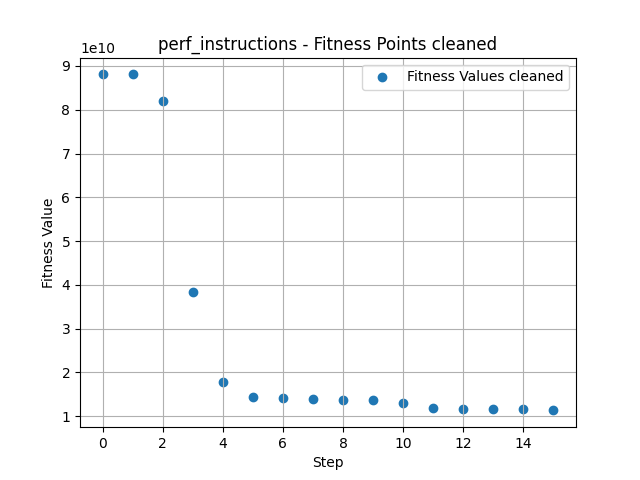 perf_instructions - Fitness Points cleaned
1e10
Fitness Values cleaned
9
8
7
6
5
4
3
2
1
Fitness Value
0 2 4 6 8 10 12 14
Step